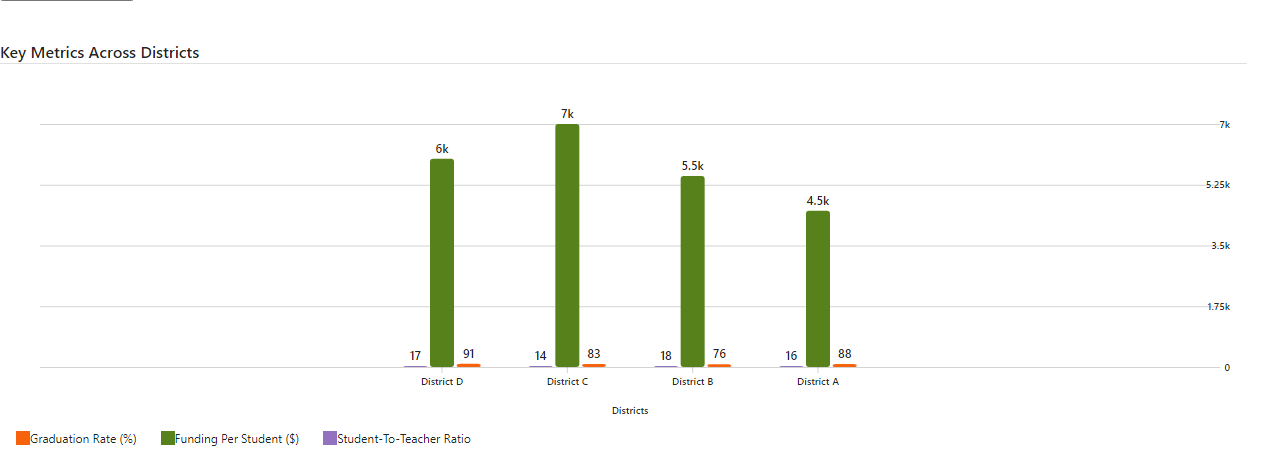 Key Metrics Across Districts
7k
7k
6k
5.5k
5.25k
4.5k
3.5k
1.75k
17 91 14 83 18 76 16 88
0
District D District C District B District A
Districts
Graduation Rate (%) Funding Per Student ($) Student-To-Teacher Ratio